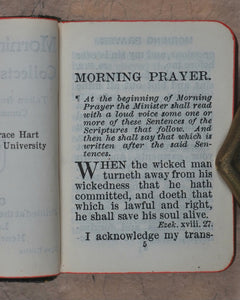 MORNING PRAYER.
¶ At the beginning of Morning
Prayer the Minister shall read
with a loud voice some one or
more of these Sentences of the
Scriptures that follow. And
then he shall say that which is
written after the said Sen-
tences.
WHEN the wicked man
turneth away from his
wickedness that he hath
committed, and doeth that
which is lawful and right,
he shall save his soul alive.
Ezek. xviii. 27.
I acknowledge my trans-
5
Mornin
Collects
race Hart
University